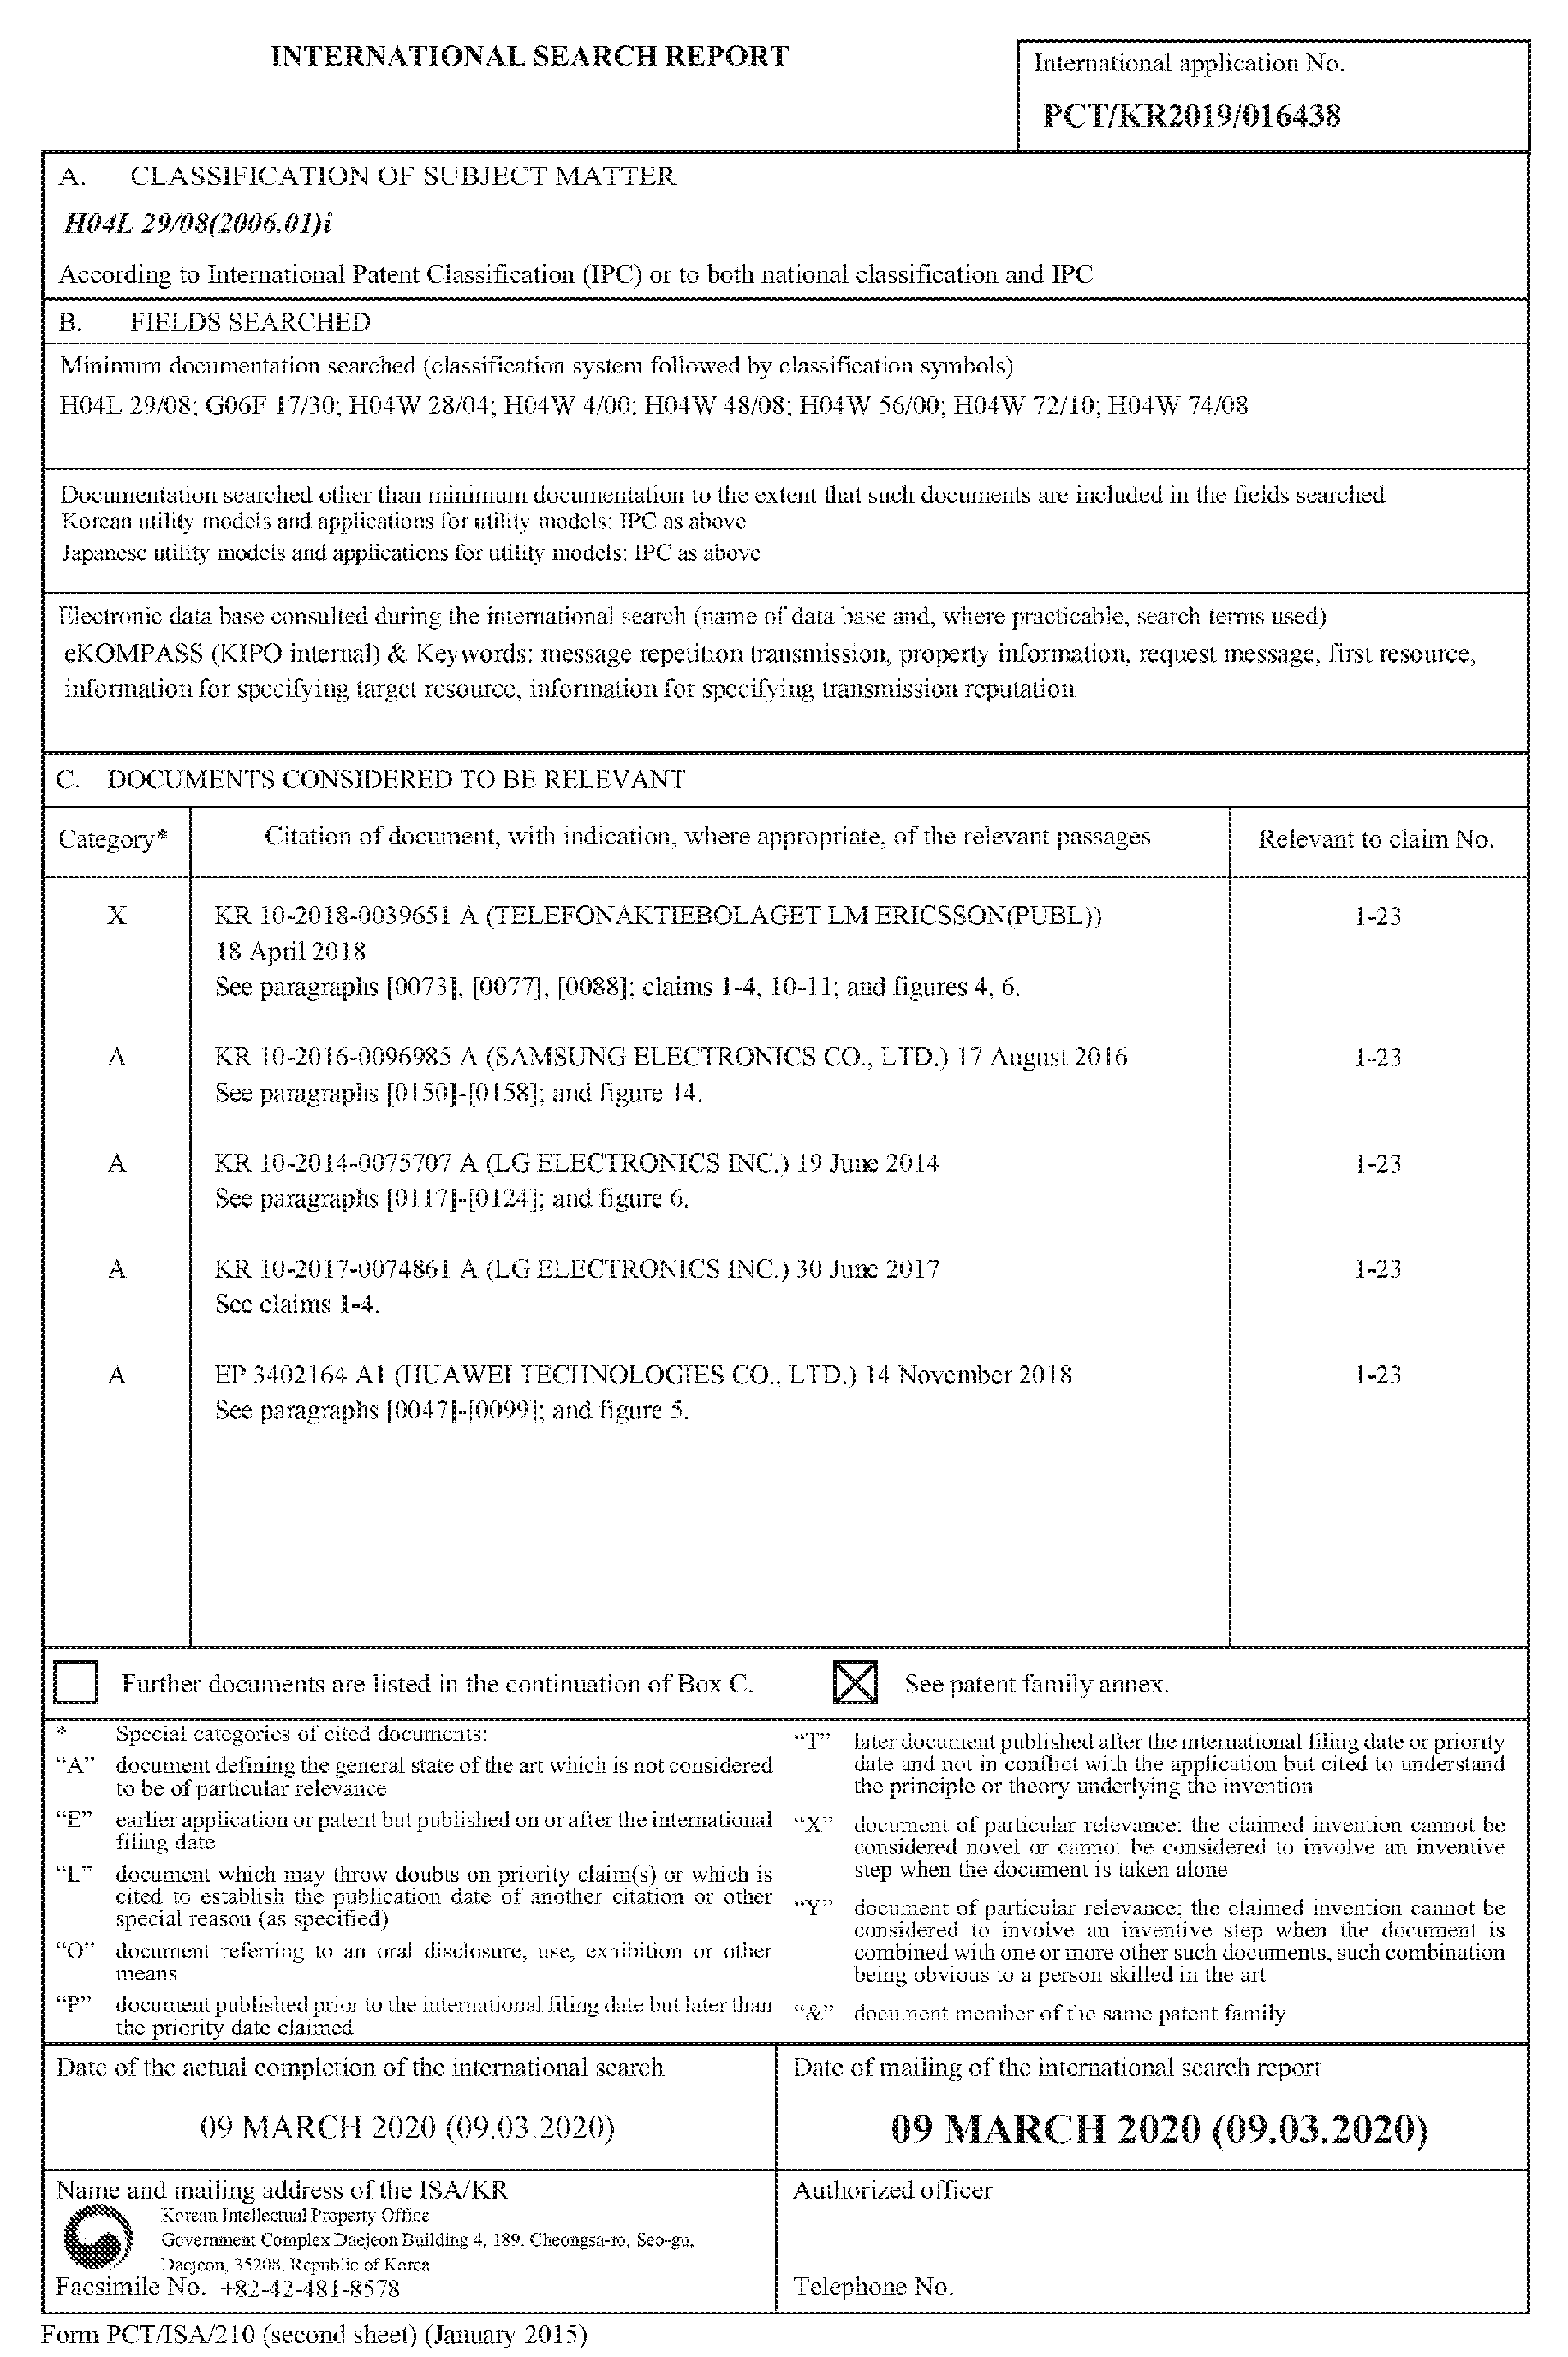 INTERNATIONAL SEARCH REPORT
International application No.
PCT/KR2019/016438
A. CLASSIFICATION OF SUBJECT MATTER
H04L 29/08(2006.01)i
According to International Patent Classification (IPC) or to both national classification and IPC
B. FIELDS SEARCHED
Minimum documentation searched (classification system followed by classification symbols)
H04L 29/08; G06F 17/30; H04W 28/04; H04W 4/00; H04W 48/08; H04W 56/00; H04W 72/10; H04W 74/08
Documentation searched other than minimum documentation to the extent that such documents are included in the fields searched
Korean utility models and applications for utility models: IPC as above
Japanese utility models and applications for utility models: IPC as above
Electronic data base consulted during the international search (name of data base and, where practicable, search terms used)
eKOMPASS (KIPO internal) & Keywords: message repetition transmission, property information, request message, first resource,
information for specifying target resource, information for specifying transmission reputation
C. DOCUMENTS CONSIDERED TO BE RELEVANT
Category* Citation of document, with indication, where appropriate, of the relevant passages Relevant to claim No.
X KR 10-2018-0039651 A (TELEFONAKTIEBOLAGET LM ERICSSON(PUBL)) 1-23
18 April 2018
See paragraphs [0073], [0077], [0088]; claims 1-4, 10-11; and figures 4, 6.
A KR 10-2016-0096985 A (SAMSUNG ELECTRONICS CO., LTD.) 17 August 2016 1-23
See paragraphs [0150]-[0158]; and figure 14.
A KR 10-2014-0075707 A (LG ELECTRONICS INC.) 19 June 2014 1-23
See paragraphs [0117]-[0124]; and figure 6.
A KR 10-2017-0074861 A (LG ELECTRONICS INC.) 30 June 2017 1-23
See claims 1-4.
A EP 3402164 A1 (HUAWEI TECHNOLOGIES CO., LTD.) 14 November 2018 1-23
See paragraphs [0047]-[0099]; and figure 5.
Further documents are listed in the continuation of Box C.
See patent family annex.
* Special categories of cited documents:
"A" document defining the general state of the art which is not considered
to be of particular relevance
"E" earlier application or patent but published on or after the international
filing date
"L" document which may throw doubts on priority claim(s) or which is
cited to establish the publication date of another citation or other
special reason (as specified)
"O" document referring to an oral disclosure, use, exhibition or other
means
"P" document published prior to the international filing date but later than
the priority date claimed
"T" later document published after the international filing date or priority
date and not in conflict with the application but cited to understand
the principle or theory underlying the invention
"X" document of particular relevance; the claimed invention cannot be
considered novel or cannot be considered to involve an inventive
step when the document is taken alone
"Y" document of particular relevance; the claimed invention cannot be
considered to involve an inventive step when the document is
combined with one or more other such documents, such combination
being obvious to a person skilled in the art
"&" document member of the same patent family
Date of the actual completion of the international search
09 MARCH 2020 (09.03.2020)
Date of mailing of the international search report
09 MARCH 2020 (09.03.2020)
Name and mailing address of the ISA/KR
Korean Intellectual Property Office
Government Complex Daejeon Building 4, 189, Cheongsa-ro, Seo-gu,
Daejeon, 35208, Republic of Korea
Facsimile No. +82-42-481-8578
Authorized officer
Telephone No.
Form PCT/ISA/210 (second sheet) (January 2015)